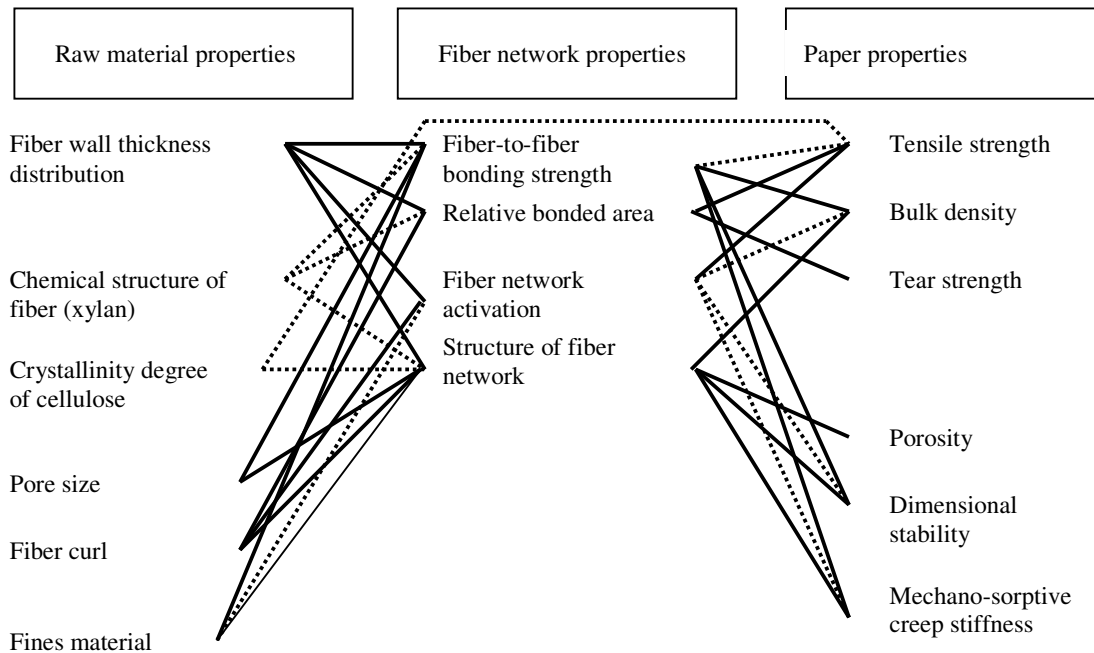 Raw material properties
Fiber network properties
Paper properties
Fiber wall thickness
distribution
Chemical structure of
fiber (xylan)
Crystallinity degree
of cellulose
Pore size
Fiber curl
Fines material
Fiber-to-fiber
bonding strength
Relative bonded area
Fiber network
activation
Structure of fiber
network
Tensile strength
Bulk density
Tear strength
Porosity
Dimensional
stability
Mechano-sorptive
creep stiffness